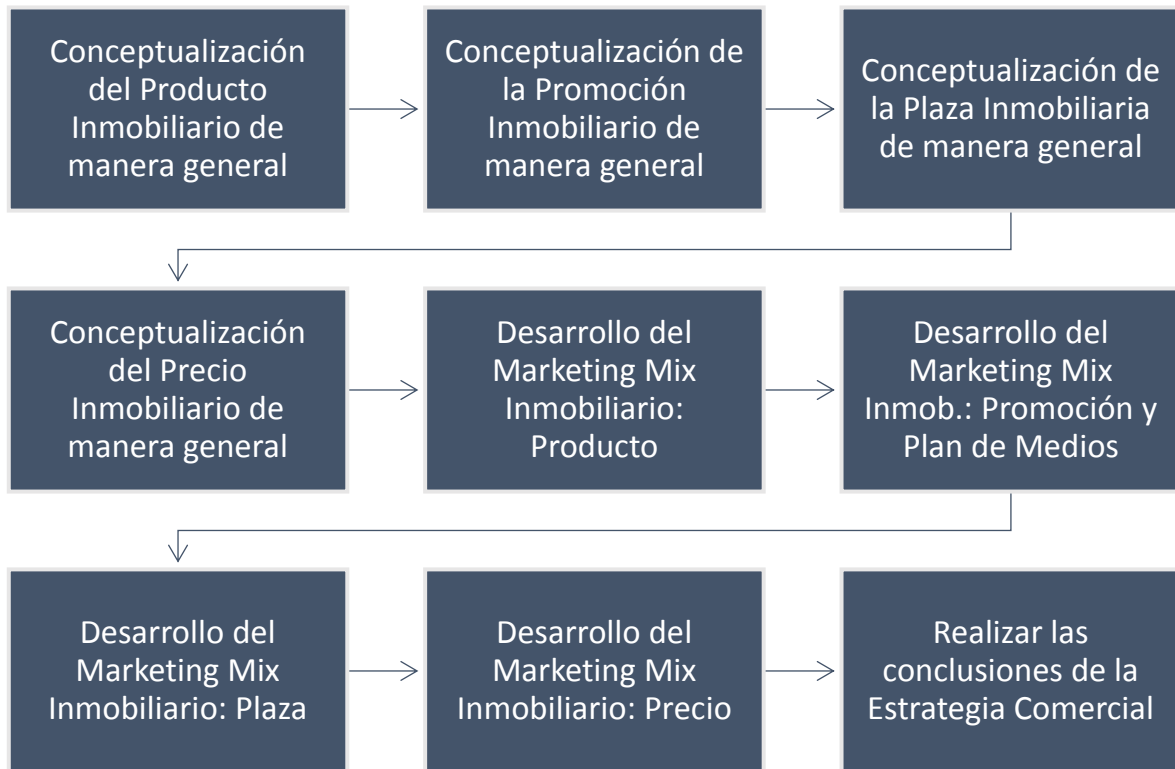 Conceptualización
del Producto
Inmobiliario de
manera general
Conceptualización de
la Promoción
Inmobiliario de
manera general
Conceptualización de
la Plaza Inmobiliaria
de manera general
Conceptualización
del Precio
Inmobiliario de
manera general
Desarrollo del
Marketing Mix
Inmobiliario:
Producto
Desarrollo del
Marketing Mix
Inmob.: Promoción y
Plan de Medios
Desarrollo del
Marketing Mix
Inmobiliario: Plaza
Desarrollo del
Marketing Mix
Inmobiliario: Precio
Realizar las
conclusiones de la
Estrategia Comercial